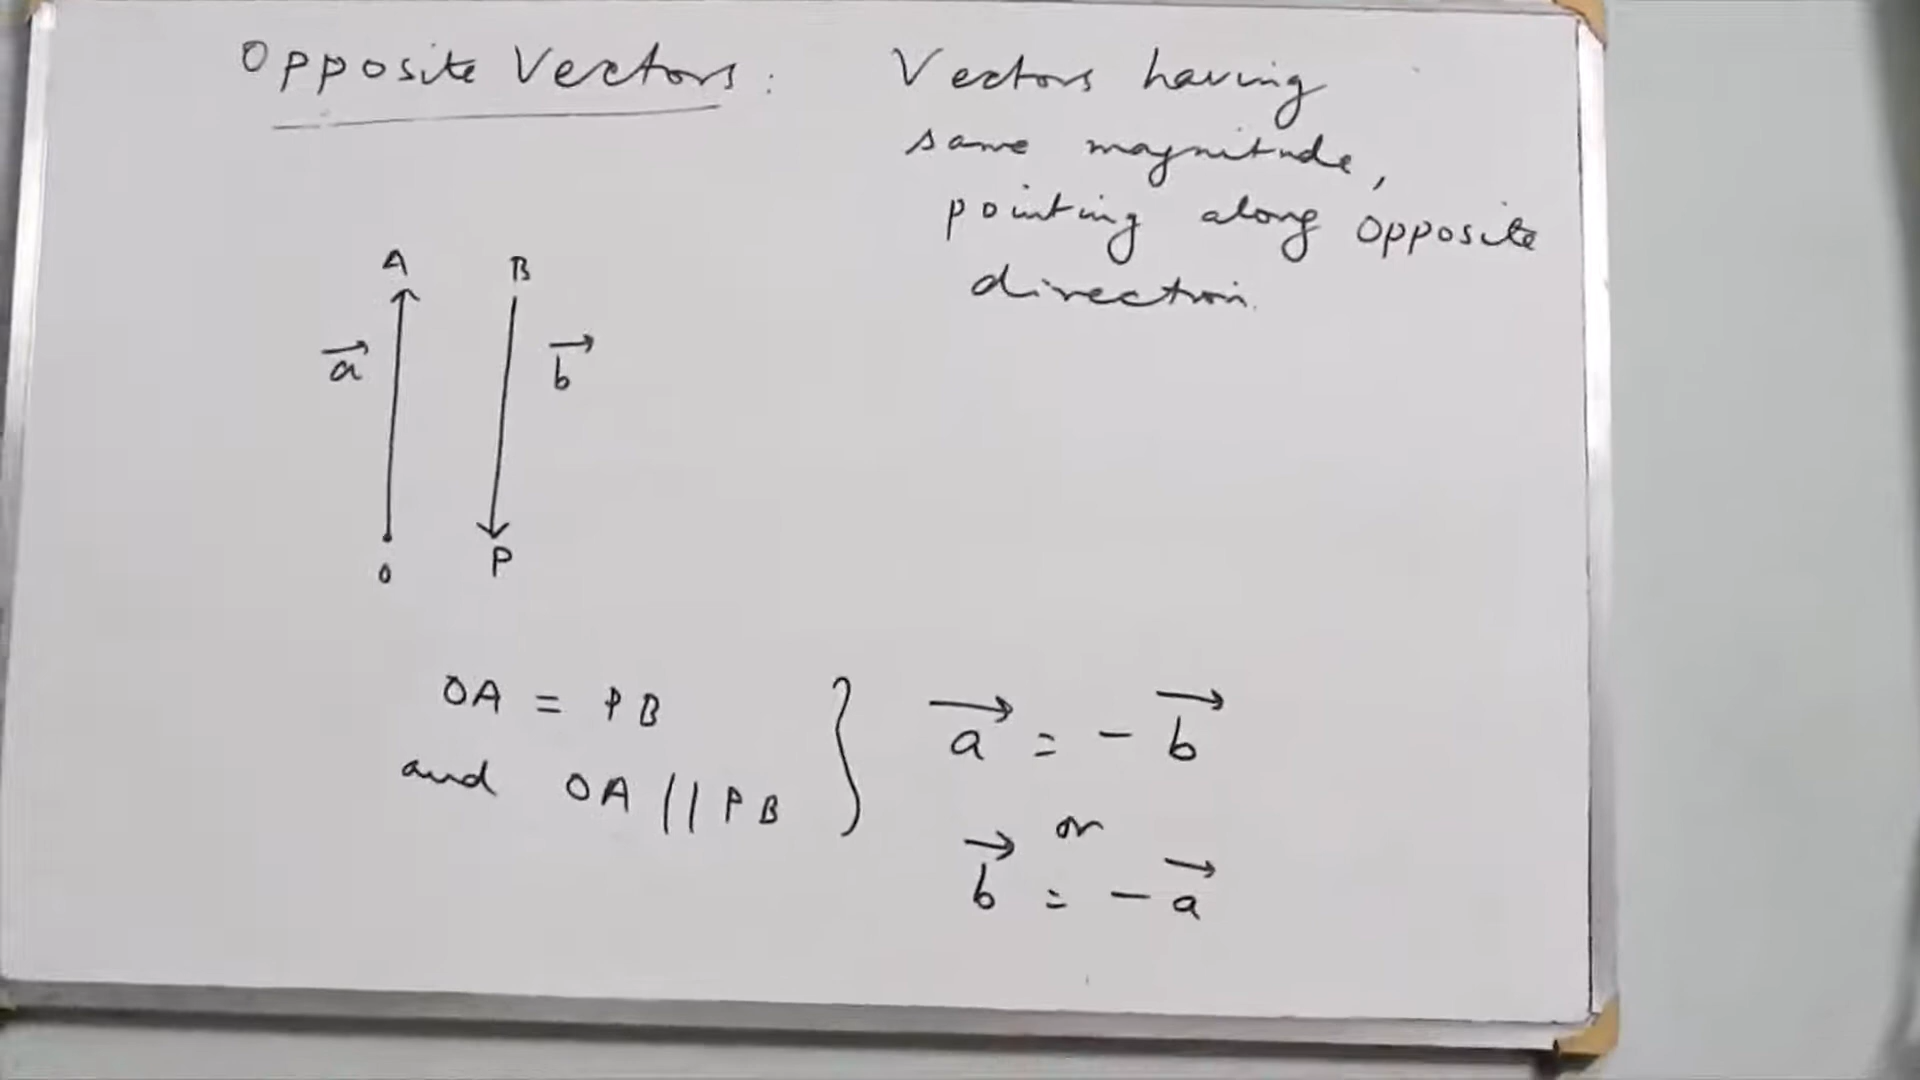 Opposite Vectors :
Vectors having
same magnitude,
pointing along opposite
direction.
A
B
→a
→b
O
P
OA = PB
and OA || PB
→a = - →b
or
→b = - →a